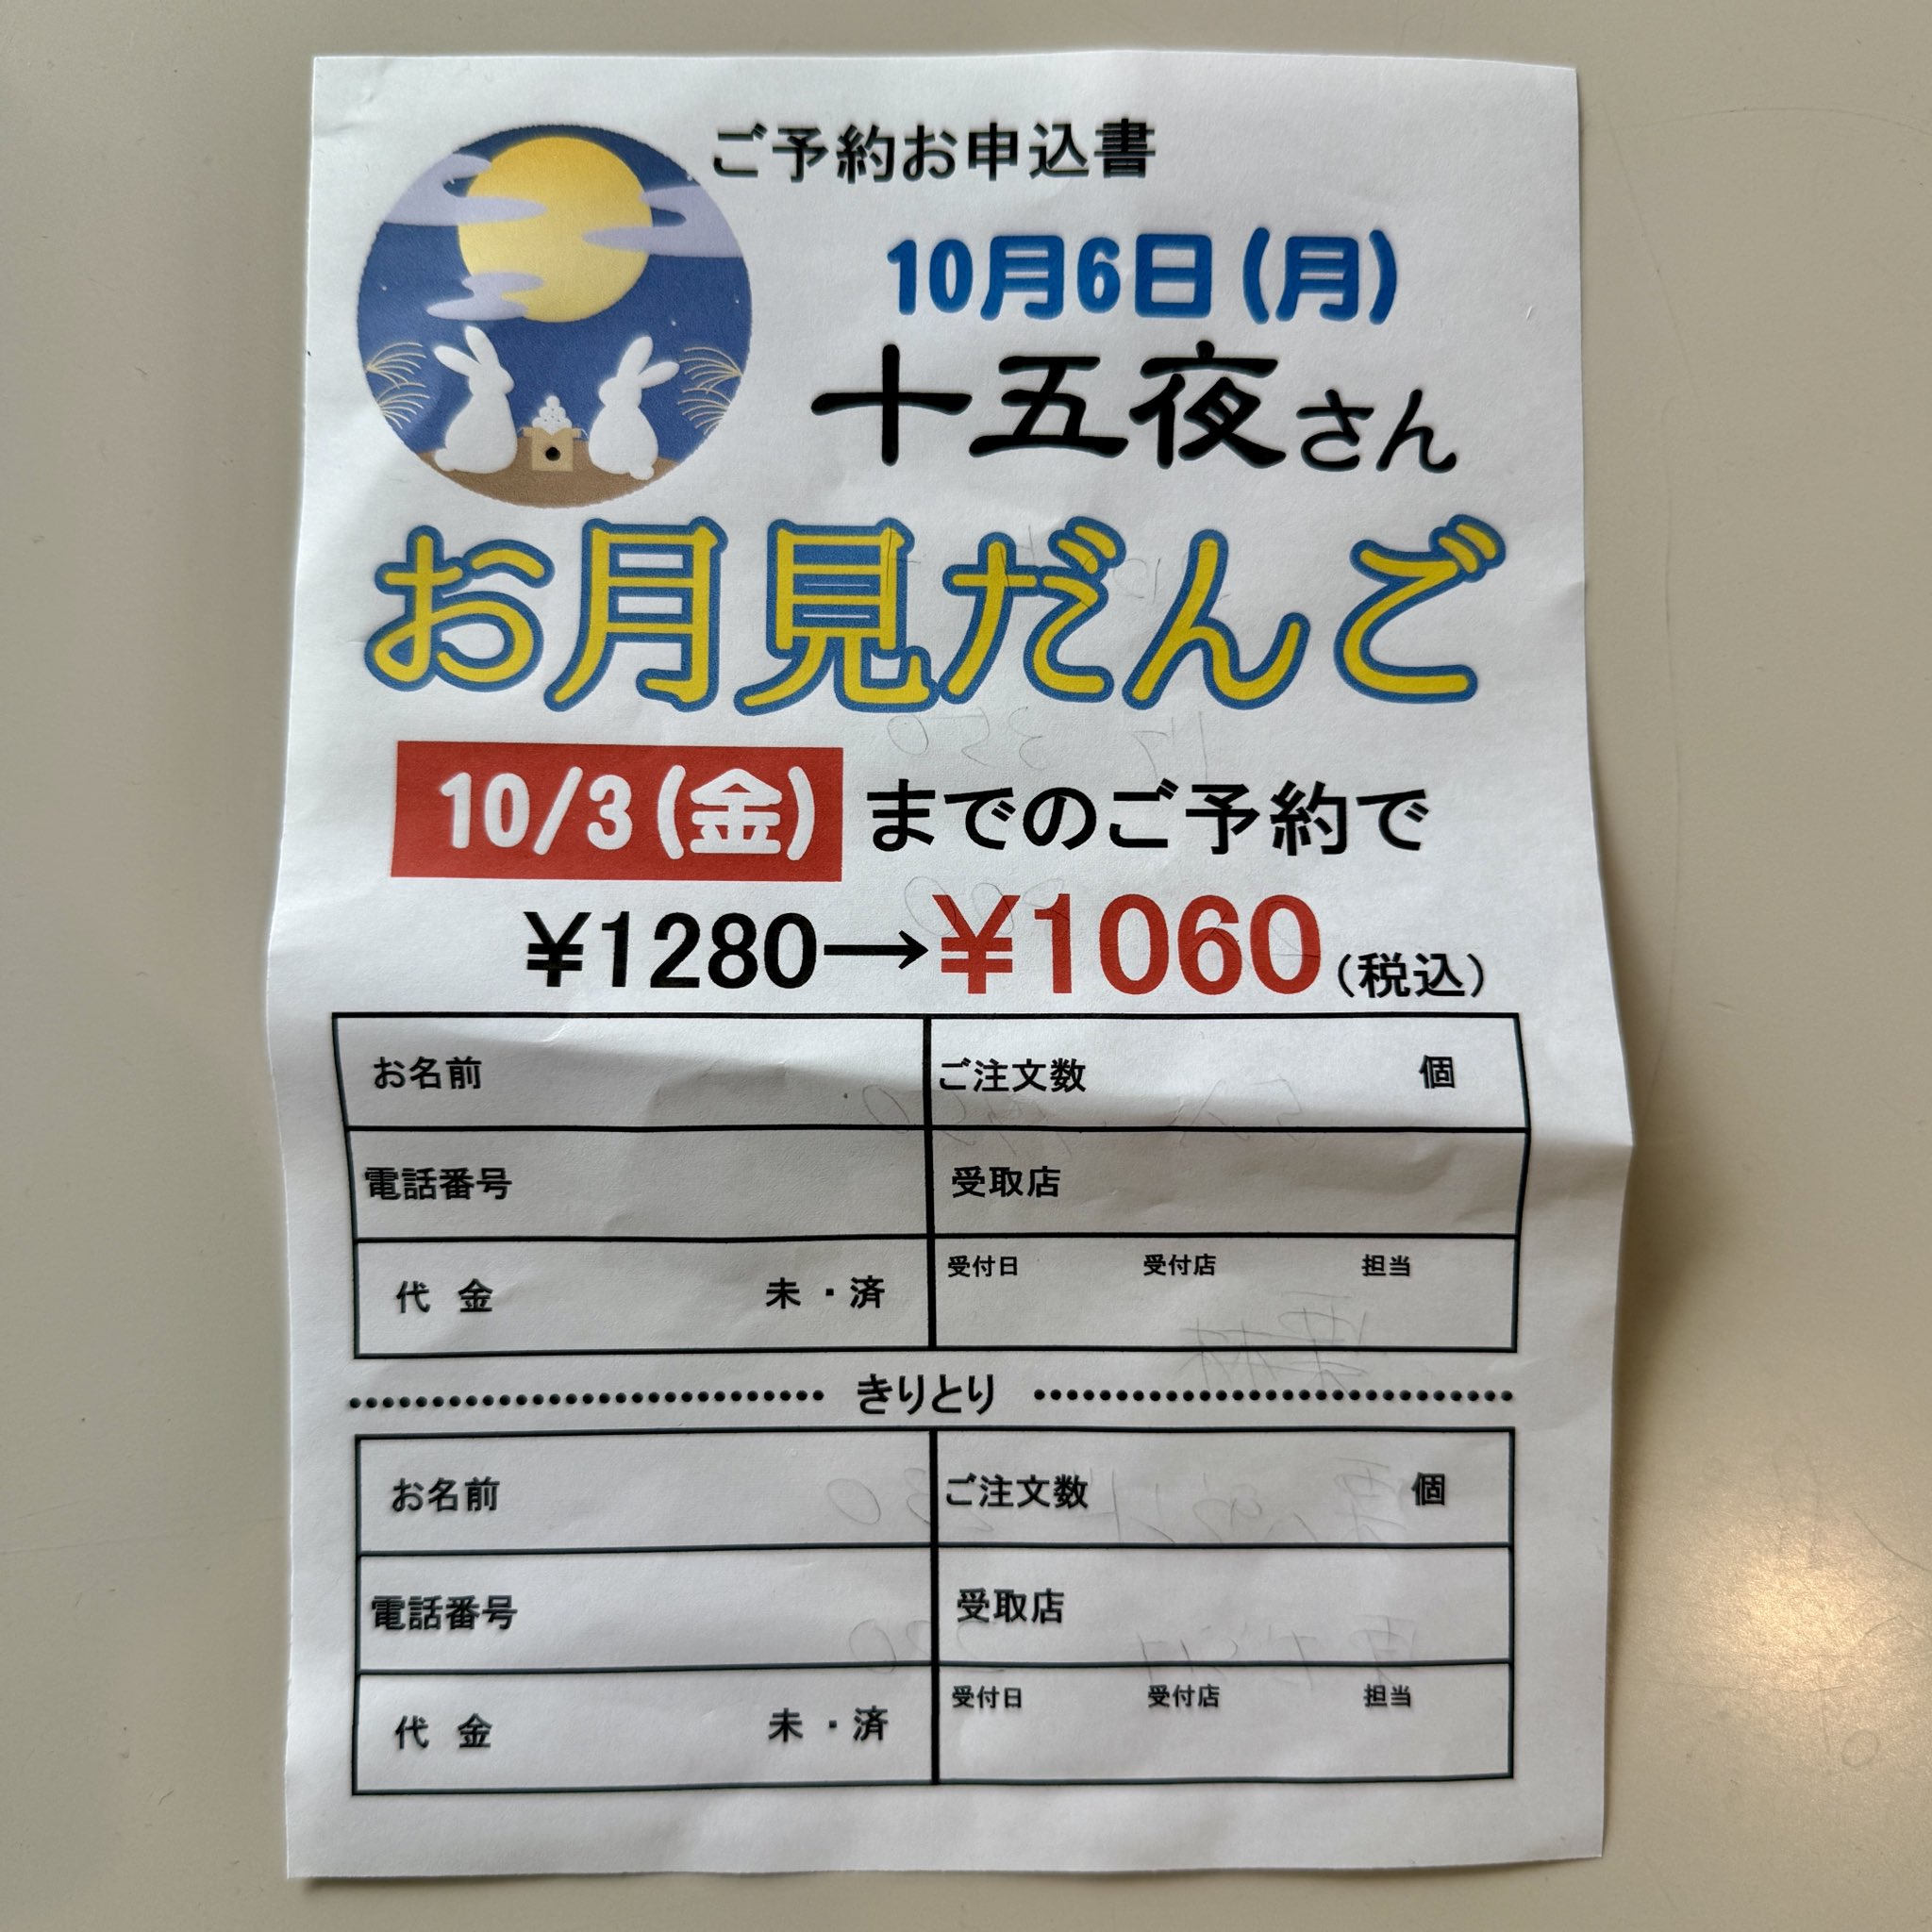 ご予約お申込書
10月6日(月)
十五夜さん
お月見だんご
10/3(金)までのご予約で
¥1280→¥1060(税込)
お名前 ご注文数 個
電話番号 受取店
代 金 未・済 受付日 受付店 担当
きりとり
お名前 ご注文数 個
電話番号 受取店
代 金 未・済 受付日 受付店 担当